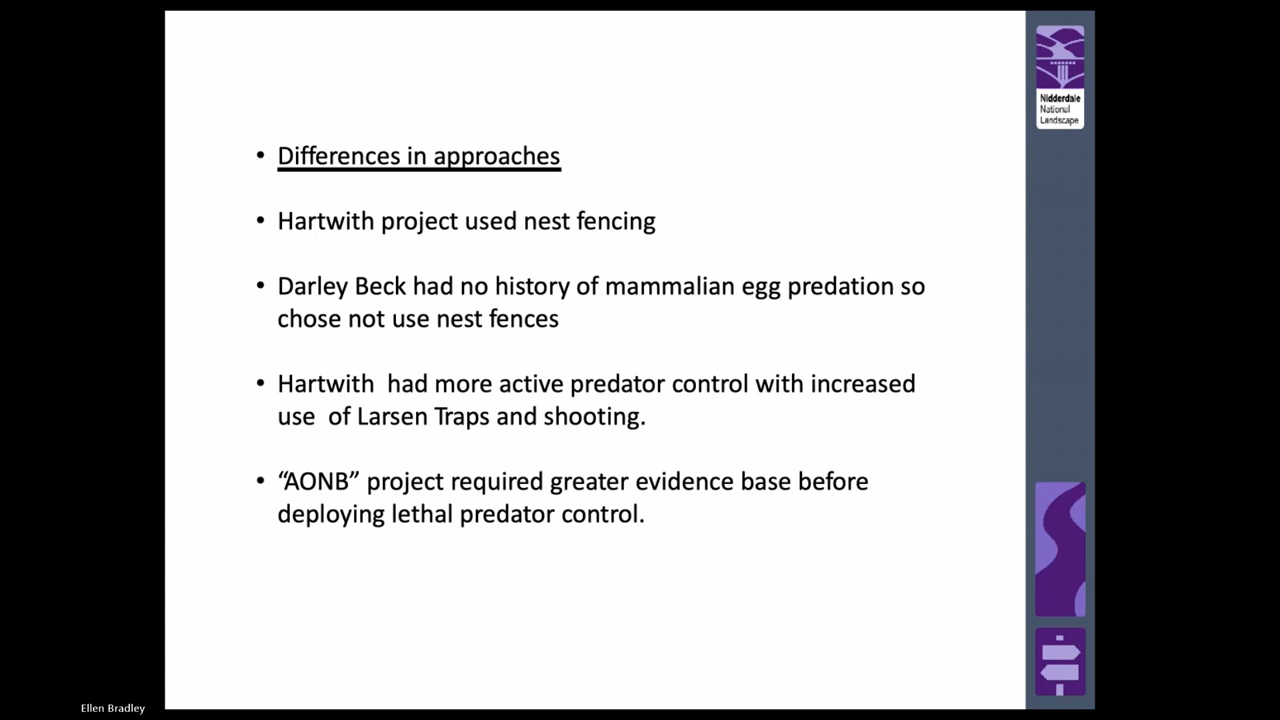 • Differences in approaches
• Hartwith project used nest fencing
• Darley Beck had no history of mammalian egg predation so
chose not use nest fences
• Hartwith had more active predator control with increased
use of Larsen Traps and shooting.
• “AONB” project required greater evidence base before
deploying lethal predator control.
Nidderdale
National
Landscape
Ellen Bradley